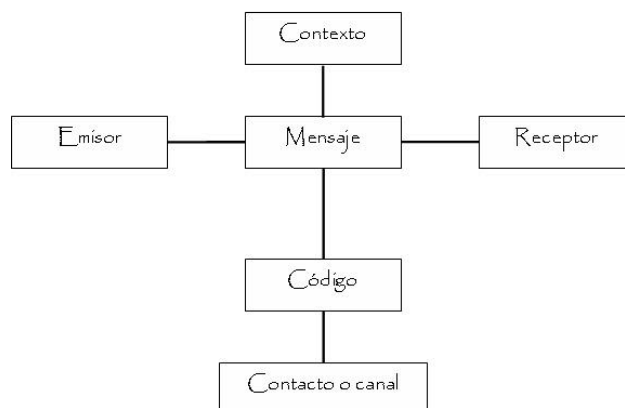 Contexto
Emisor
Mensaje
Receptor
Código
Contacto o canal